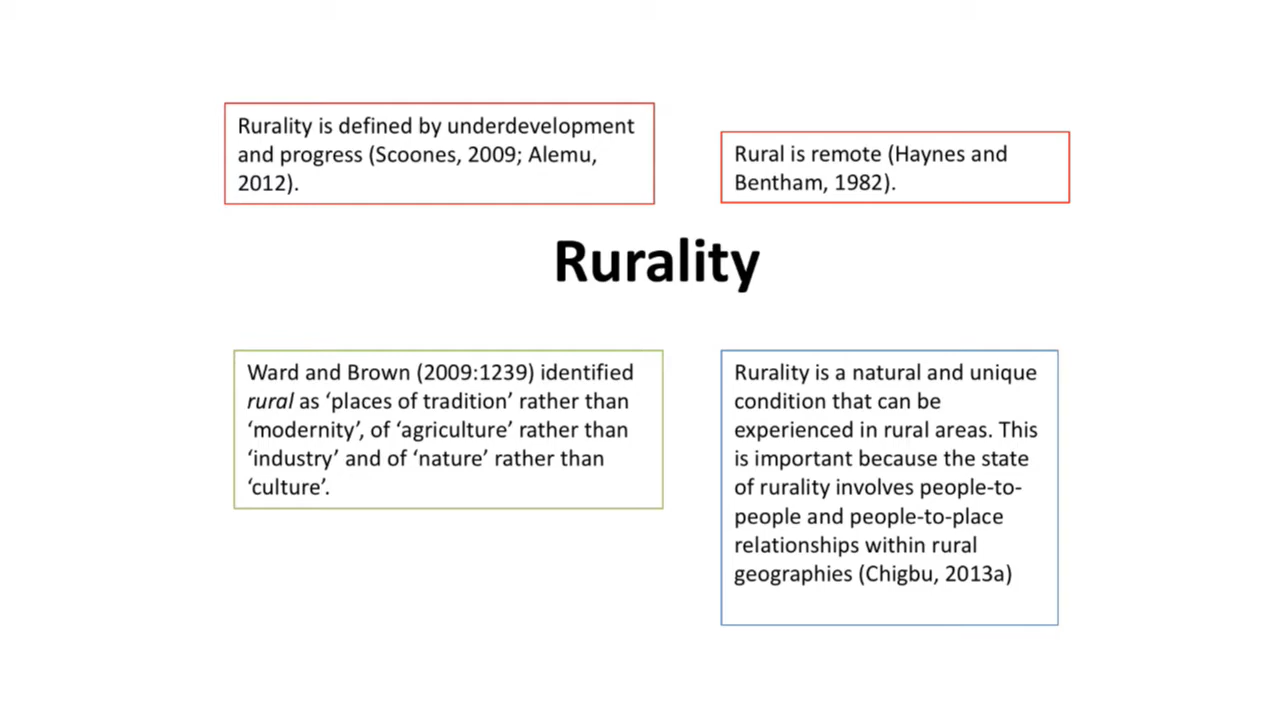 Rurality is defined by underdevelopment
and progress (Scoones, 2009; Alemu,
2012).
Rural is remote (Haynes and
Bentham, 1982).
Rurality
Ward and Brown (2009:1239) identified
rural as ‘places of tradition’ rather than
‘modernity’, of ‘agriculture’ rather than
‘industry’ and of ‘nature’ rather than
‘culture’.
Rurality is a natural and unique
condition that can be
experienced in rural areas. This
is important because the state
of rurality involves people-to-
people and people-to-place
relationships within rural
geographies (Chigbu, 2013a)